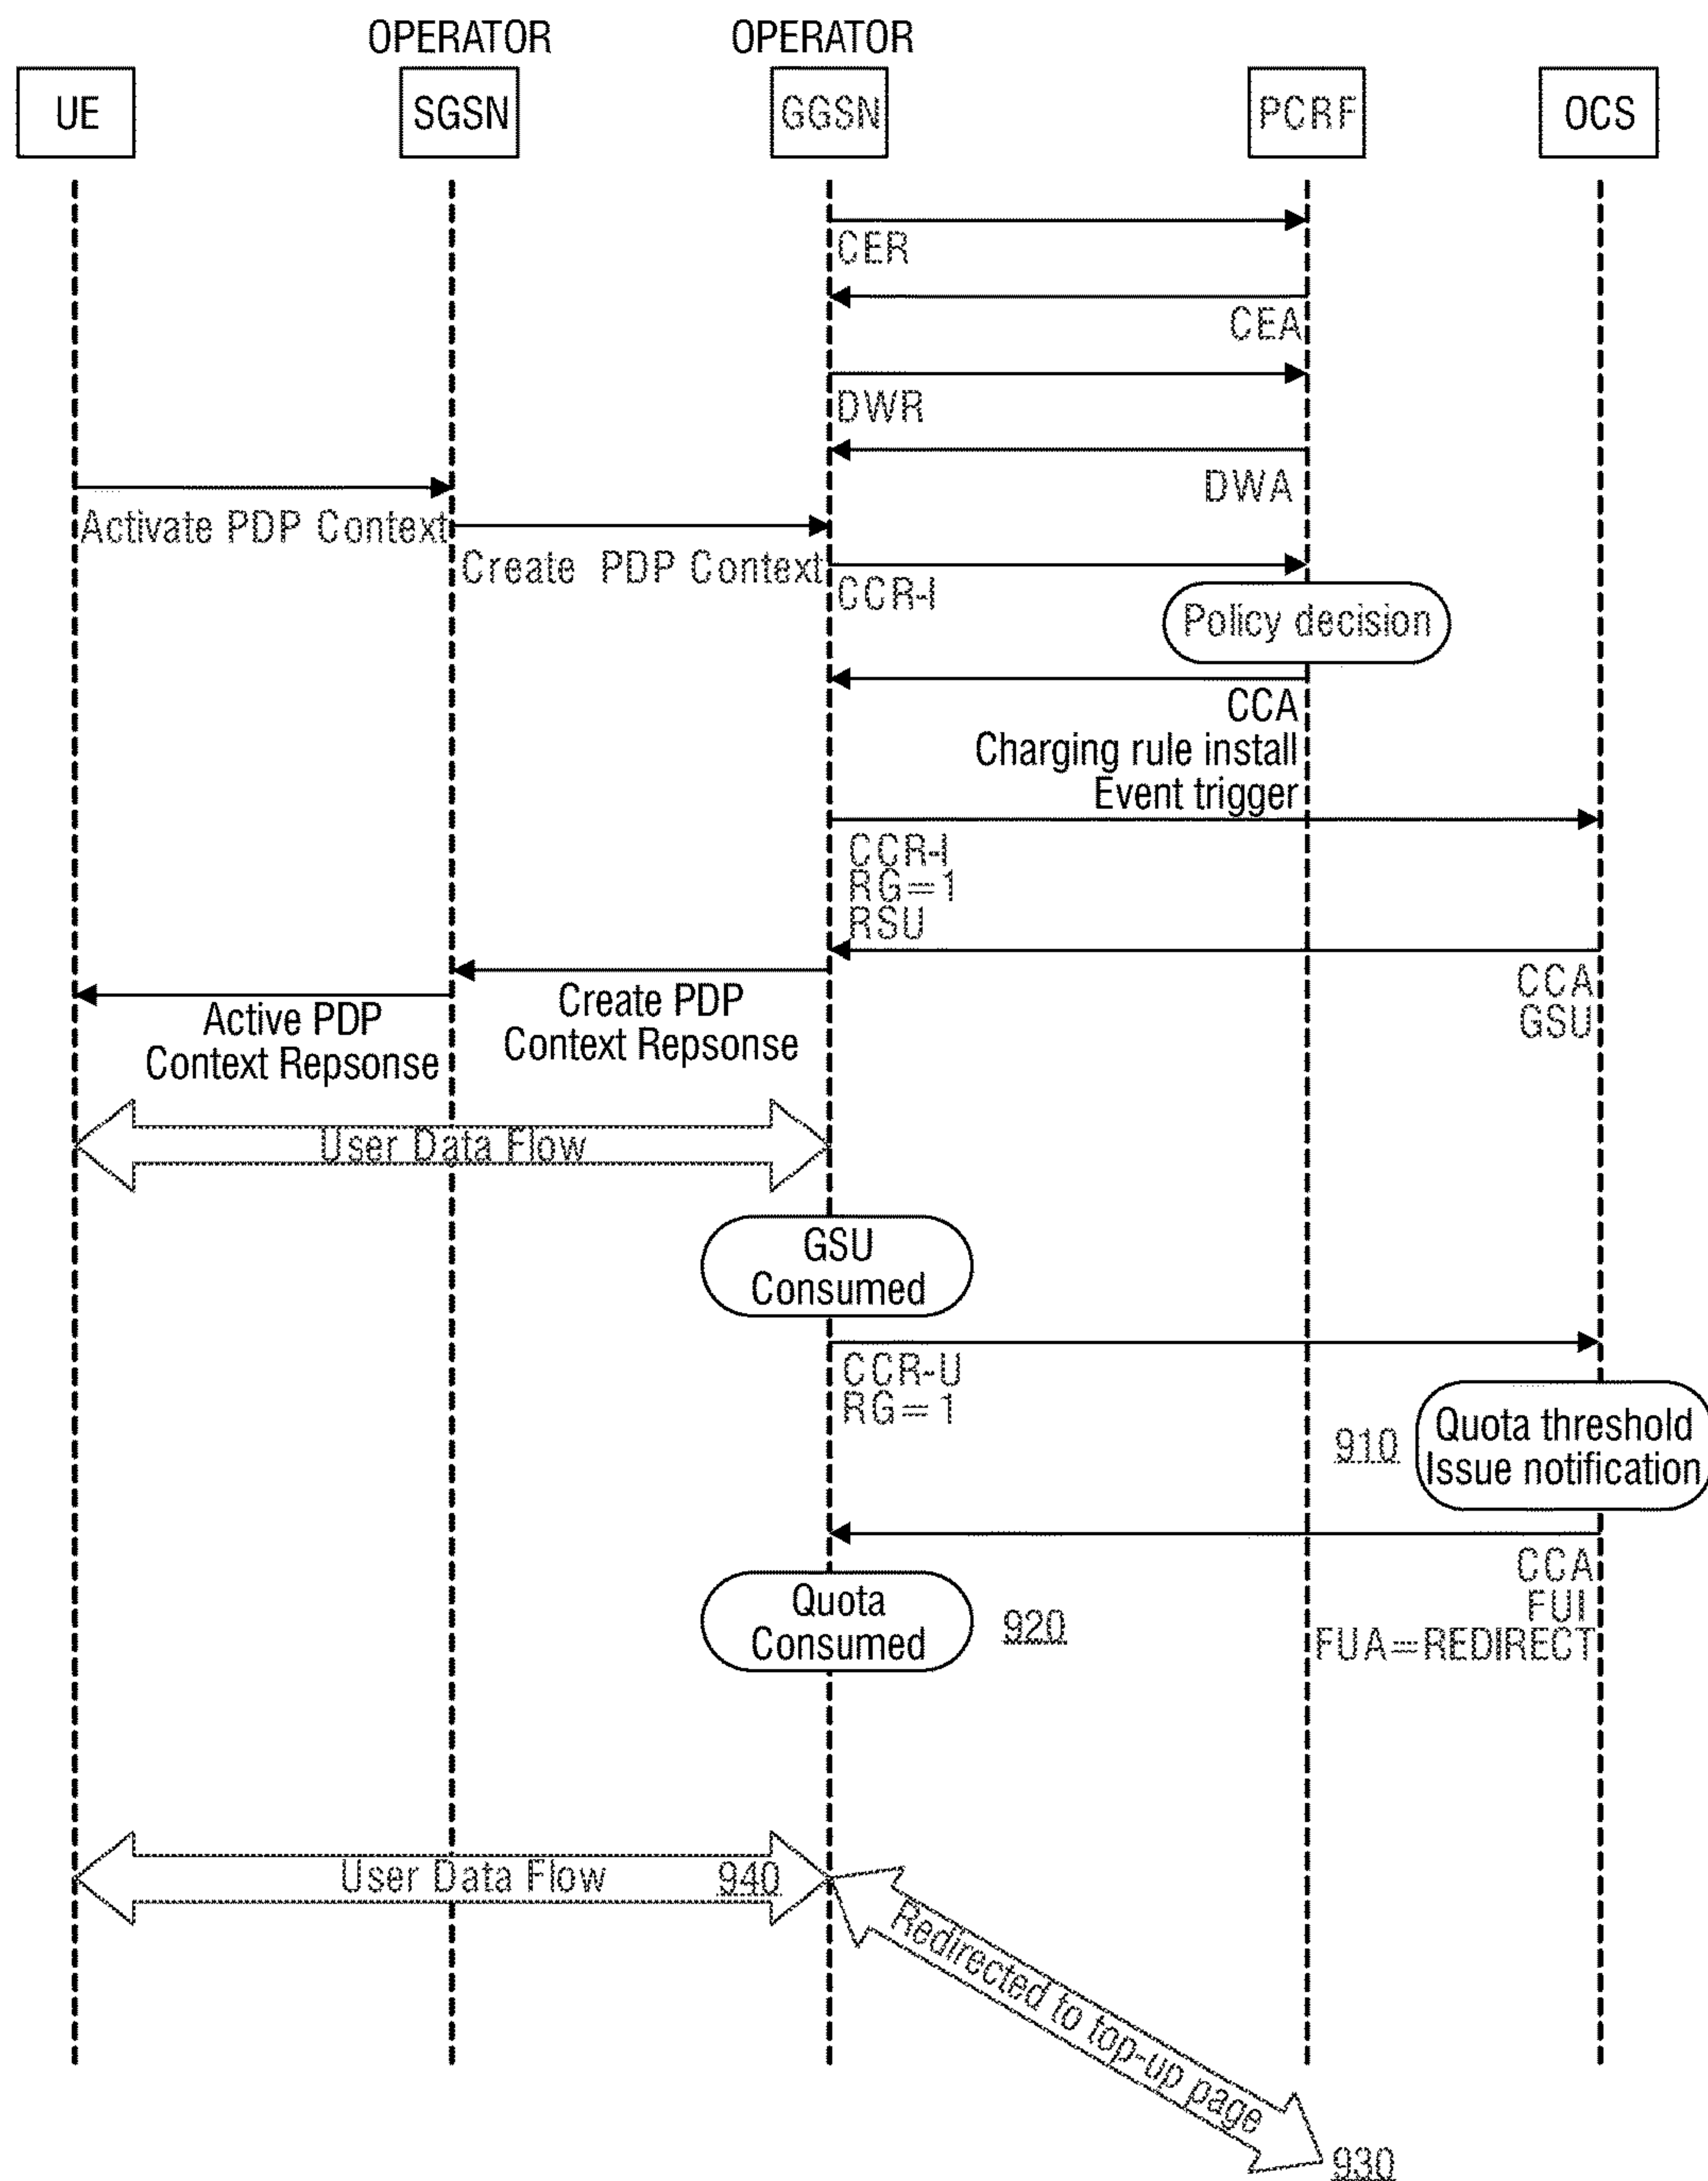 OPERATOR OPERATOR
UE SGSN GGSN PCRF OCS
CER
CEA
DWR
DWA
Activate PDP Context
Create PDP Context
CCR-I
Policy decision
CCA
Charging rule install
Event trigger
CCR-I
RG=1
RSU
CCA
GSU
Create PDP
Context Repsonse
Active PDP
Context Repsonse
User Data Flow
GSU
Consumed
CCR-U
RG=1
910
Quota threshold
Issue notification
CCA
FUI
FUA=REDIRECT
Quota
Consumed
920
User Data Flow 940
Redirected to top-up page
930